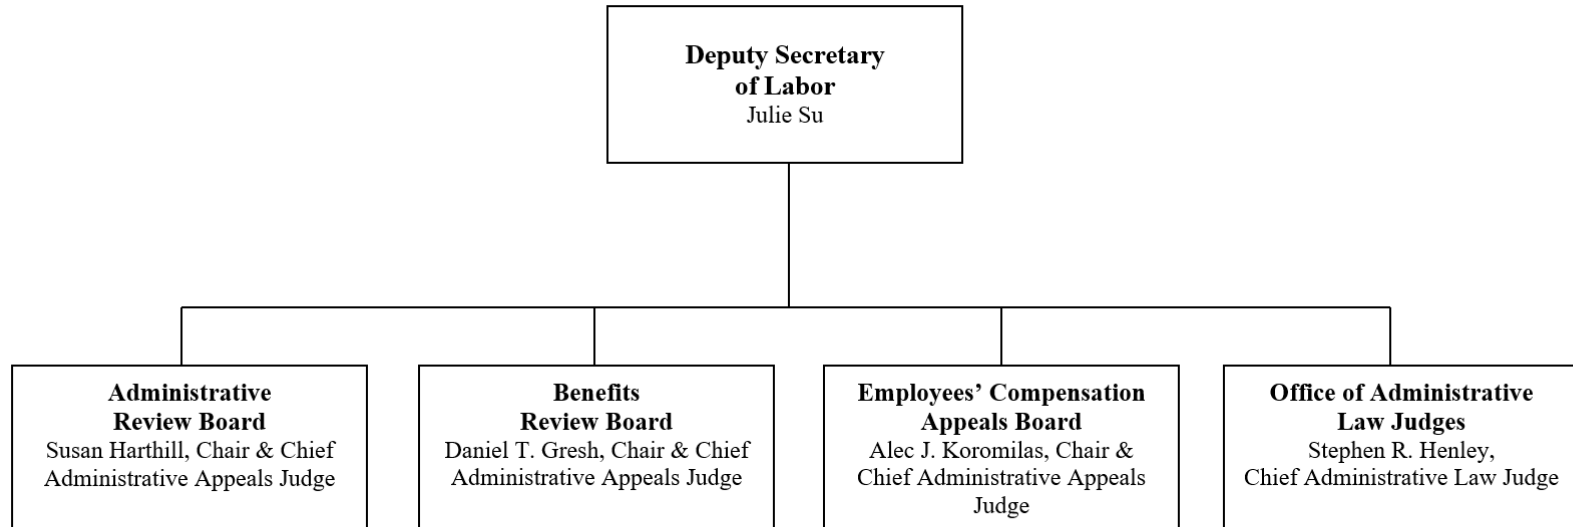 Deputy Secretary
of Labor
Julie Su
Administrative
Review Board
Susan Harthill, Chair & Chief
Administrative Appeals Judge
Benefits
Review Board
Daniel T. Gresh, Chair & Chief
Administrative Appeals Judge
Employees’ Compensation
Appeals Board
Alec J. Koromilas, Chair &
Chief Administrative Appeals
Judge
Office of Administrative
Law Judges
Stephen R. Henley,
Chief Administrative Law Judge